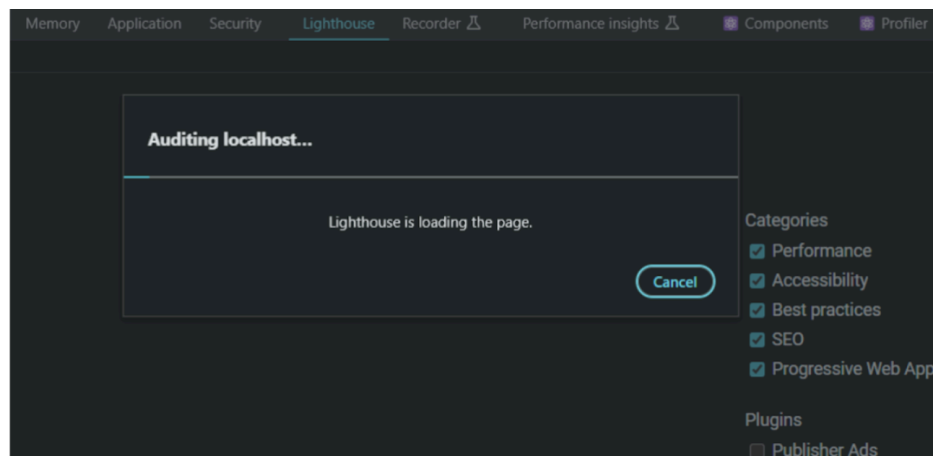 Memory Application Security Lighthouse Recorder Performance insights Components Profiler
Auditing localhost...
Lighthouse is loading the page.
Cancel
Categories
Performance
Accessibility
Best practices
SEO
Progressive Web App
Plugins
Publisher Ads